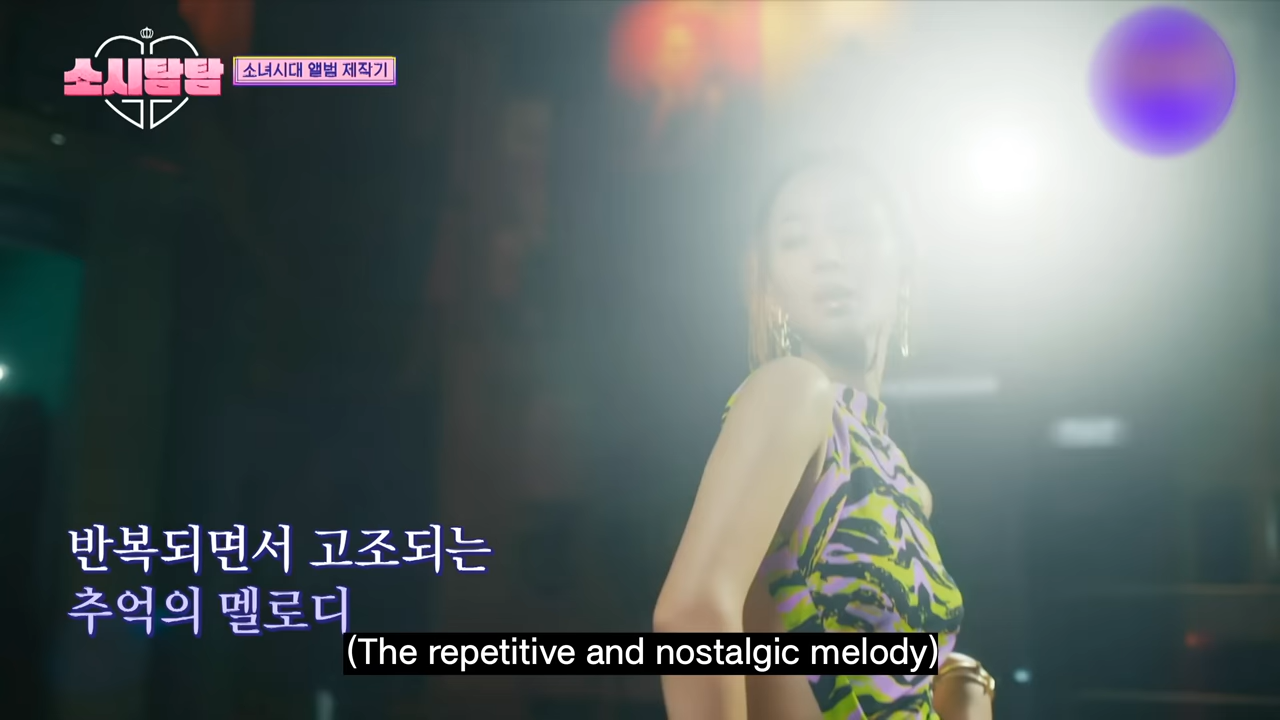 소시탐탐
소녀시대 앨범 제작기
반복되면서 고조되는
추억의 멜로디
(The repetitive and nostalgic melody)